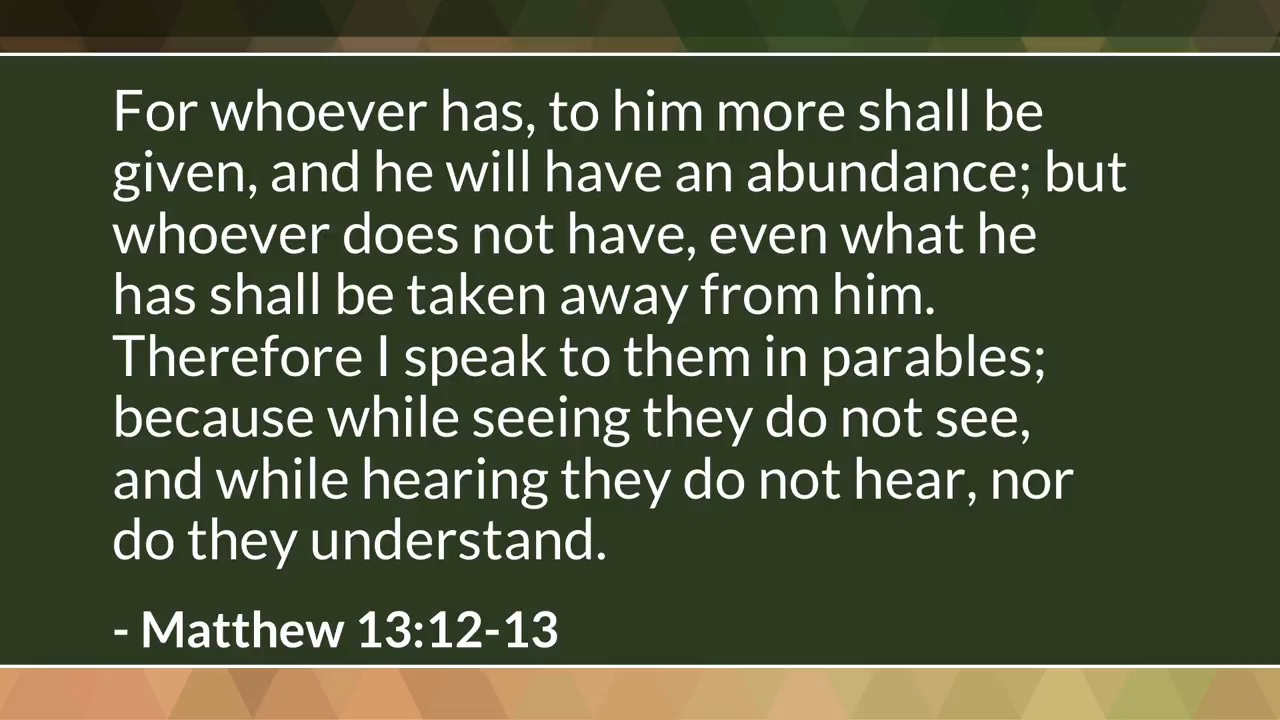 For whoever has, to him more shall be
given, and he will have an abundance; but
whoever does not have, even what he
has shall be taken away from him.
Therefore I speak to them in parables;
because while seeing they do not see,
and while hearing they do not hear, nor
do they understand.
- Matthew 13:12-13